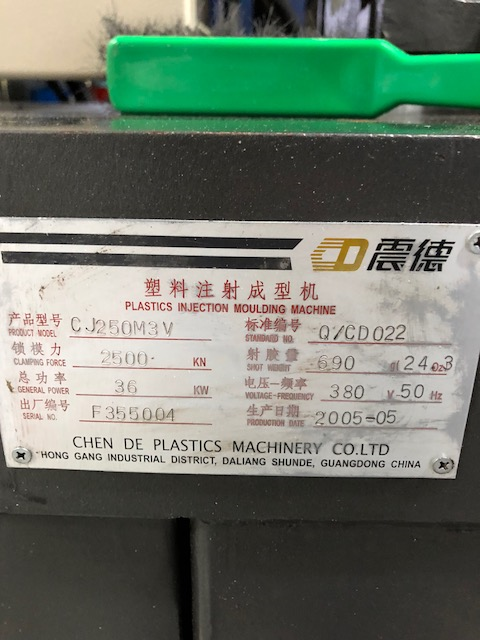 CD 震德
塑料注射成型机
PLASTICS INJECTION MOULDING MACHINE
产品型号 CJ250M3V 标准编号 Q/CD022
PRODUCT MODEL STANDARD NO.
锁模力 2500 KN 射胶量 690 g| 24.3 Oz
CLAMPING FORCE SHOT WEIGHT
总功率 36 KW 电压-频率 380 V 50 Hz
GENERAL POWER VOLTAGE-FREQUENCY
出厂编号 F355004 生产日期 2005-05
SERIAL NO. PRODUCTION DATE
CHEN DE PLASTICS MACHINERY CO.LTD
HONG GANG INDUSTRIAL DISTRICT, DALIANG SHUNDE, GUANGDONG CHINA